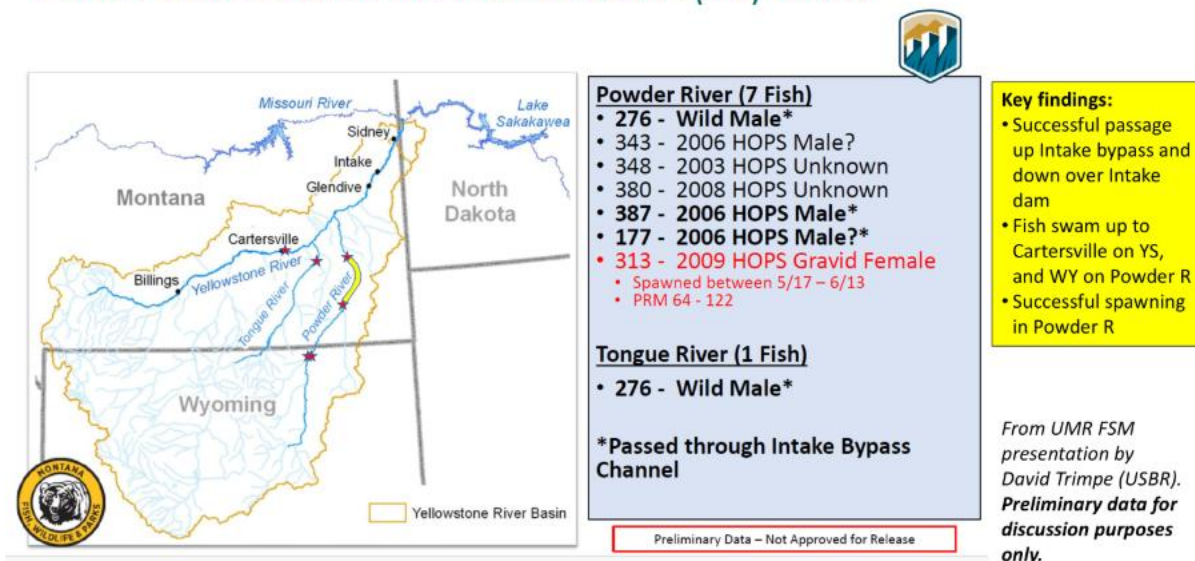 Missouri River
Lake
Sakakawea
Sidney
Intake
Glendive
Montana
North
Dakota
Cartersville
Billings
Yellowstone River
Tongue River
Powder River
Wyoming
MONTANA
FISH, WILDLIFE & PARKS
Yellowstone River Basin
Powder River (7 Fish)
• 276 - Wild Male*
• 343 - 2006 HOPS Male?
• 348 - 2003 HOPS Unknown
• 380 - 2008 HOPS Unknown
• 387 - 2006 HOPS Male*
• 177 - 2006 HOPS Male?*
• 313 - 2009 HOPS Gravid Female
• Spawned between 5/17 – 6/13
• PRM 64 - 122
Tongue River (1 Fish)
• 276 - Wild Male*
*Passed through Intake Bypass
Channel
Preliminary Data – Not Approved for Release
Key findings:
• Successful passage
up Intake bypass and
down over Intake
dam
• Fish swam up to
Cartersville on YS,
and WY on Powder R
• Successful spawning
in Powder R
From UMR FSM
presentation by
David Trimpe (USBR).
Preliminary data for
discussion purposes
only.